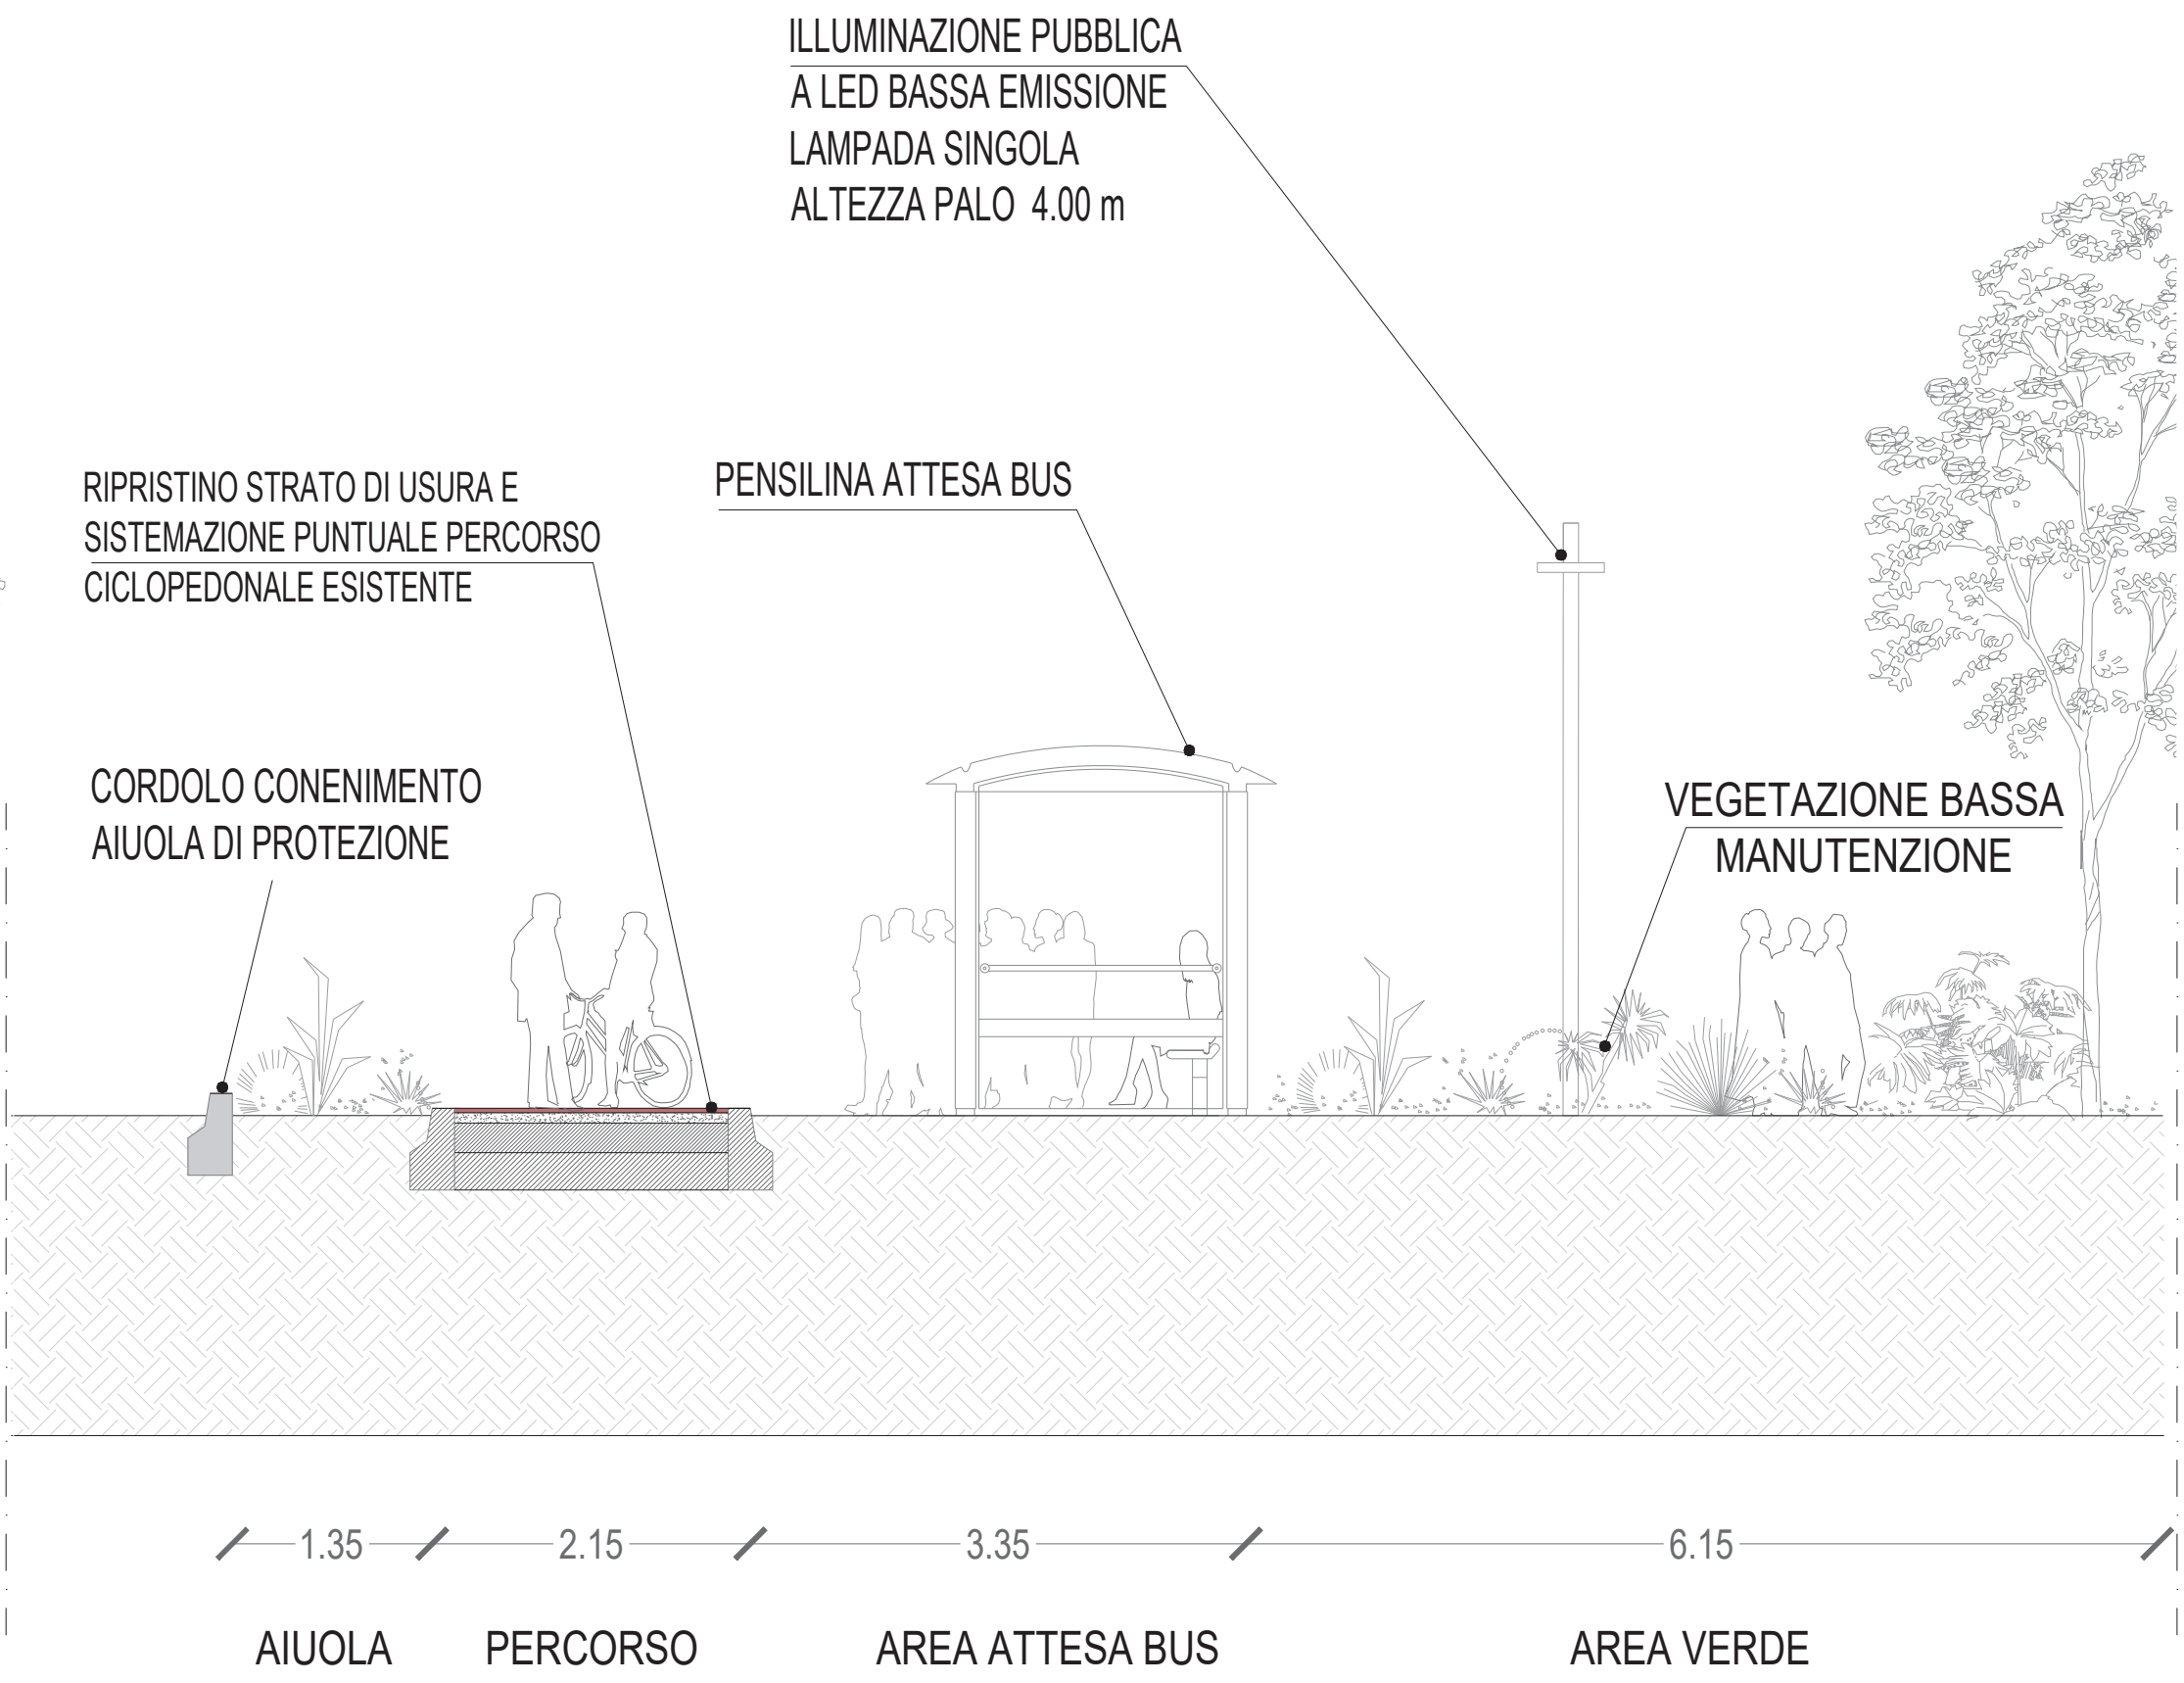 ILLUMINAZIONE PUBBLICA
A LED BASSA EMISSIONE
LAMPADA SINGOLA
ALTEZZA PALO 4.00 m
RIPRISTINO STRATO DI USURA E
SISTEMAZIONE PUNTUALE PERCORSO
CICLOPEDONALE ESISTENTE
PENSILINA ATTESA BUS
CORDOLO CONENIMENTO
AIUOLA DI PROTEZIONE
VEGETAZIONE BASSA
MANUTENZIONE
1.35
2.15
3.35
6.15
AIUOLA
PERCORSO
AREA ATTESA BUS
AREA VERDE